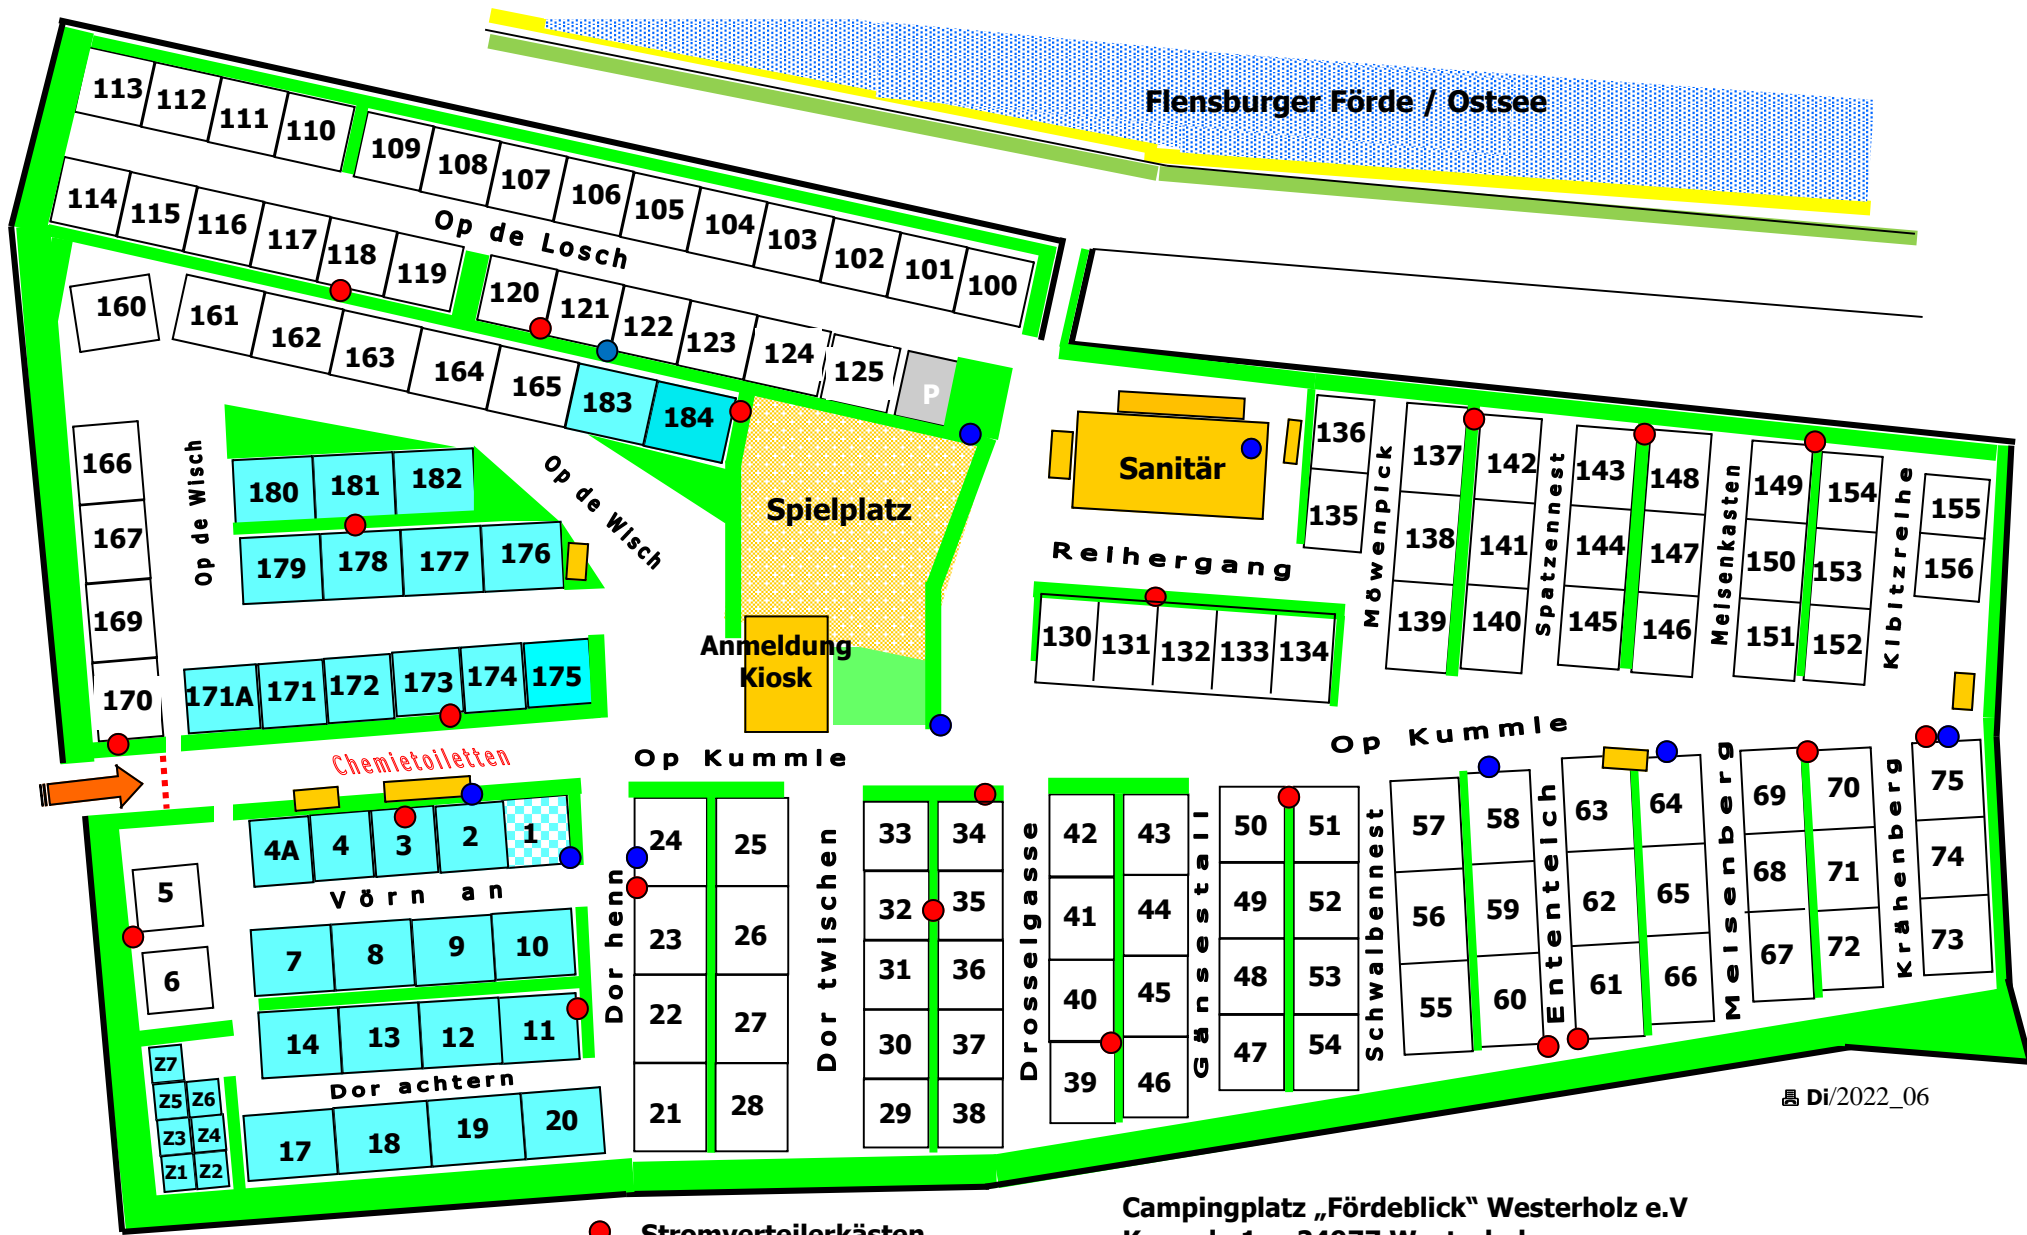 Flensburger Förde / Ostsee
113 112 111 110 109 108 107 106 105 104 103 102 101 100
Op de Losch
114 115 116 117 118 119 120 121 122 123 124 125 P
160 161 162 163 164 165 183 184
166
167
169
170
Op de Wisch
180 181 182
179 178 177 176
Op de Wisch
171A 171 172 173 174 175
Spielplatz
Anmeldung
Kiosk
Sanitär
136
135
Reihergang
130 131 132 133 134
Möwenpick
137 142
138 141
139 140
Spatzennest
143 148
144 147
145 146
Meisenkasten
149 154
150 153
151 152
Kibitzreihe
155
156
Chemietoiletten
Op Kummle
Op Kummle
4A 4 3 2 1
Vörn an
5
6
7 8 9 10
14 13 12 11
Dor achtern
17 18 19 20
Z7
Z5 Z6
Z3 Z4
Z1 Z2
Dor henn
24 25
23 26
22 27
21 28
Dor twischen
33 34
32 35
31 36
30 37
29 38
Drosselgasse
42 43
41 44
40 45
39 46
Gänsestall
50 51
49 52
48 53
47 54
Schwalbennest
57 58
56 59
55 60
Ententeich
63 64
62 65
61 66
Meisenberg
69 70
68 71
67 72
Krähenberg
75
74
73
Di/2022_06
Stromverteilerkästen
Campingplatz „Fördeblick“ Westerholz e.V